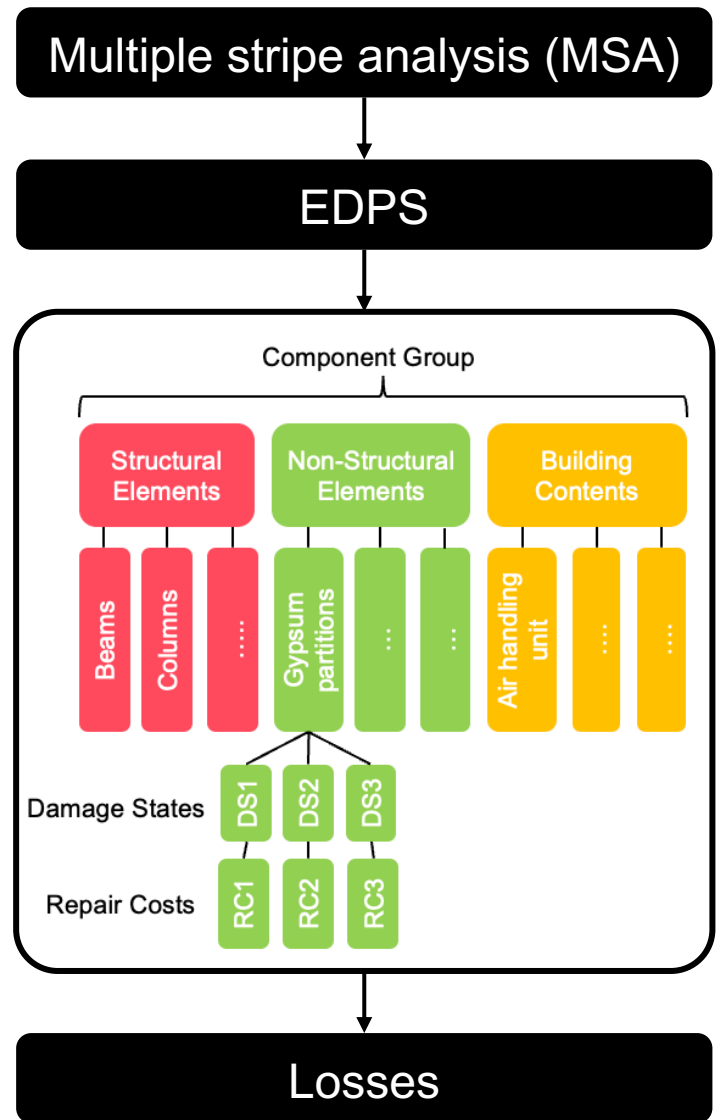 Multiple stripe analysis (MSA)
EDPS
Component Group
Structural
Elements
Non-Structural
Elements
Building
Contents
Beams
Columns
.....
Gypsum
partitions
...
...
Air handling
unit
....
....
Damage States
DS1
DS2
DS3
Repair Costs
RC1
RC2
RC3
Losses